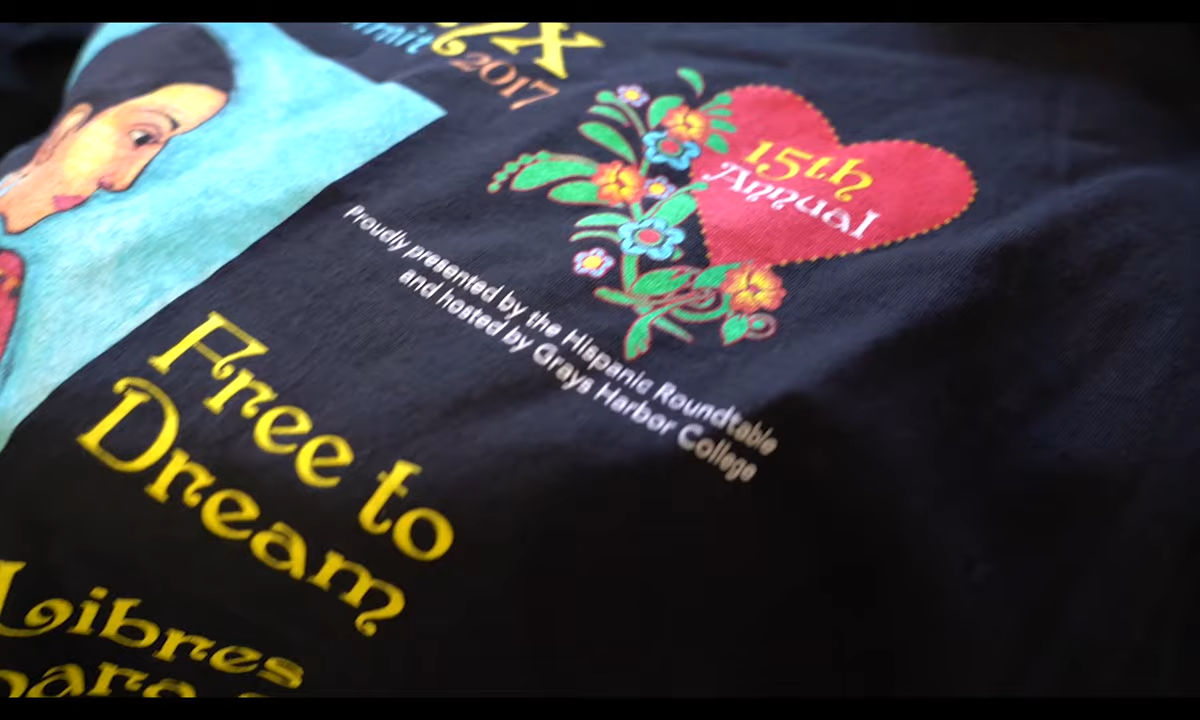 2017
15th
Annual
Proudly presented by the Hispanic Roundtable
and hosted by Grays Harbor College
Free to
Dream
Libres
para